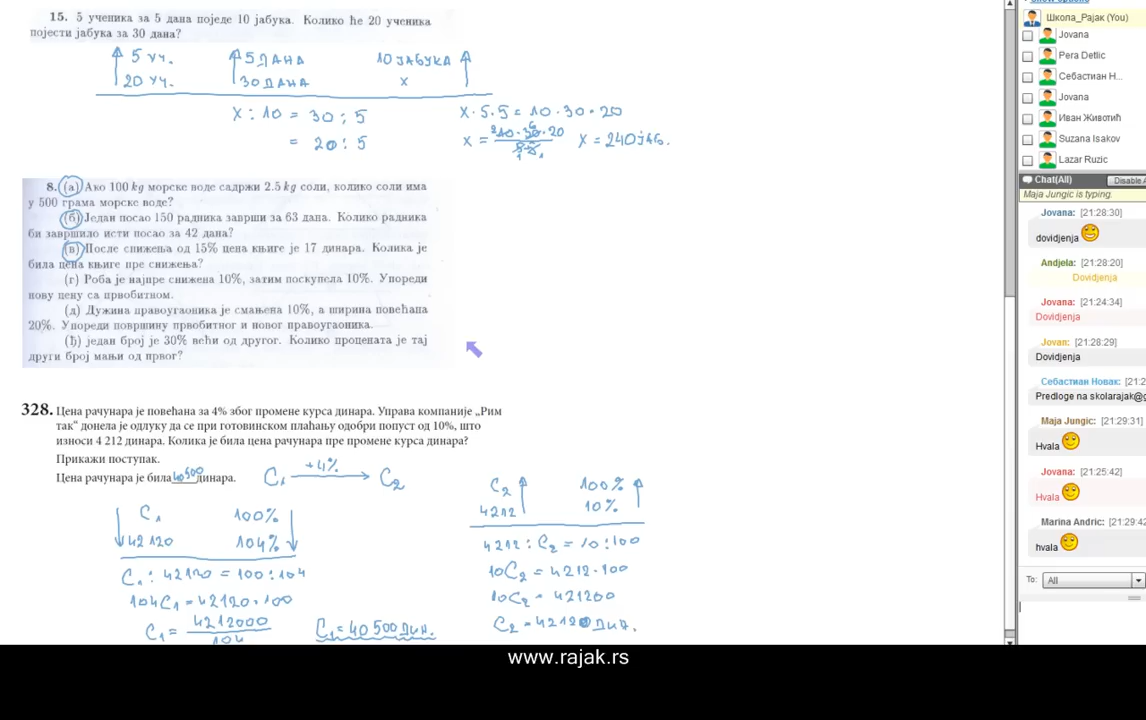 15. 5 ученика за 5 дана поједе 10 јабука. Колико ће 20 ученика
појести јабука за 30 дана?
5 уч. 5 ДАНА 10 ЈАБУКА
20 уч. 30 ДАНА x
x : 10 = 30 : 5
= 20 : 5
x · 5 · 5 = 10 · 30 · 20
x = 240 јаб.
8. (а) Ако 100 kg морске воде садржи 2.5 kg соли, колико соли има
у 500 грама морске воде?
(б) Један посао 150 радника заврши за 63 дана. Колико радника
би завршило исти посао за 42 дана?
(в) После снижења од 15% цена књиге је 17 динара. Колика је
била цена књиге пре снижења?
(г) Роба је најпре снижена 10%, затим поскупела 10%. Упореди
нову цену са првобитном.
(д) Дужина правоугаоника је смањена 10%, а ширина повећана
20%. Упореди површину првобитног и новог правоугаоника.
(ђ) један број је 30% већи од другог. Колико процената је тај
други број мањи од првог?
328. Цена рачунара је повећана за 4% због промене курса динара. Управа компаније „Рим
так“ донела је одлуку да се при готовинском плаћању одобри попуст од 10%, што
износи 4 212 динара. Колика је била цена рачунара пре промене курса динара?
Прикажи поступак.
Цена рачунара је била 40500 динара.
C₁ +4% C₂
C₁ 100%
42120 104%
C₁ : 42120 = 100 : 104
104C₁ = 42120 · 100
C₁ = 4212000 / 104
C₁ = 40 500 ДИН.
C₂ 100%
4212 10%
4212 : C₂ = 10 : 100
10C₂ = 4212 · 100
10C₂ = 421200
C₂ = 42120 ДИН.
Школа_Рајак (You)
Jovana
Pera Detlic
Себастиан Н...
Jovana
Иван Животић
Suzana Isakov
Lazar Ruzic
Chat(All) Disable
Maja Jungic is typing.
Jovana: [21:28:30]
dovidjenja
Andjela: [21:28:20]
Dovidjenja
Jovana: [21:24:34]
Dovidjenja
Jovan: [21:28:29]
Dovidjenja
Себастиан Новак: [21:2
Predloge na skolarajak@g
Maja Jungic: [21:29:31]
Hvala
Jovana: [21:25:42]
Hvala
Marina Andric: [21:29:42
hvala
To: All
www.rajak.rs